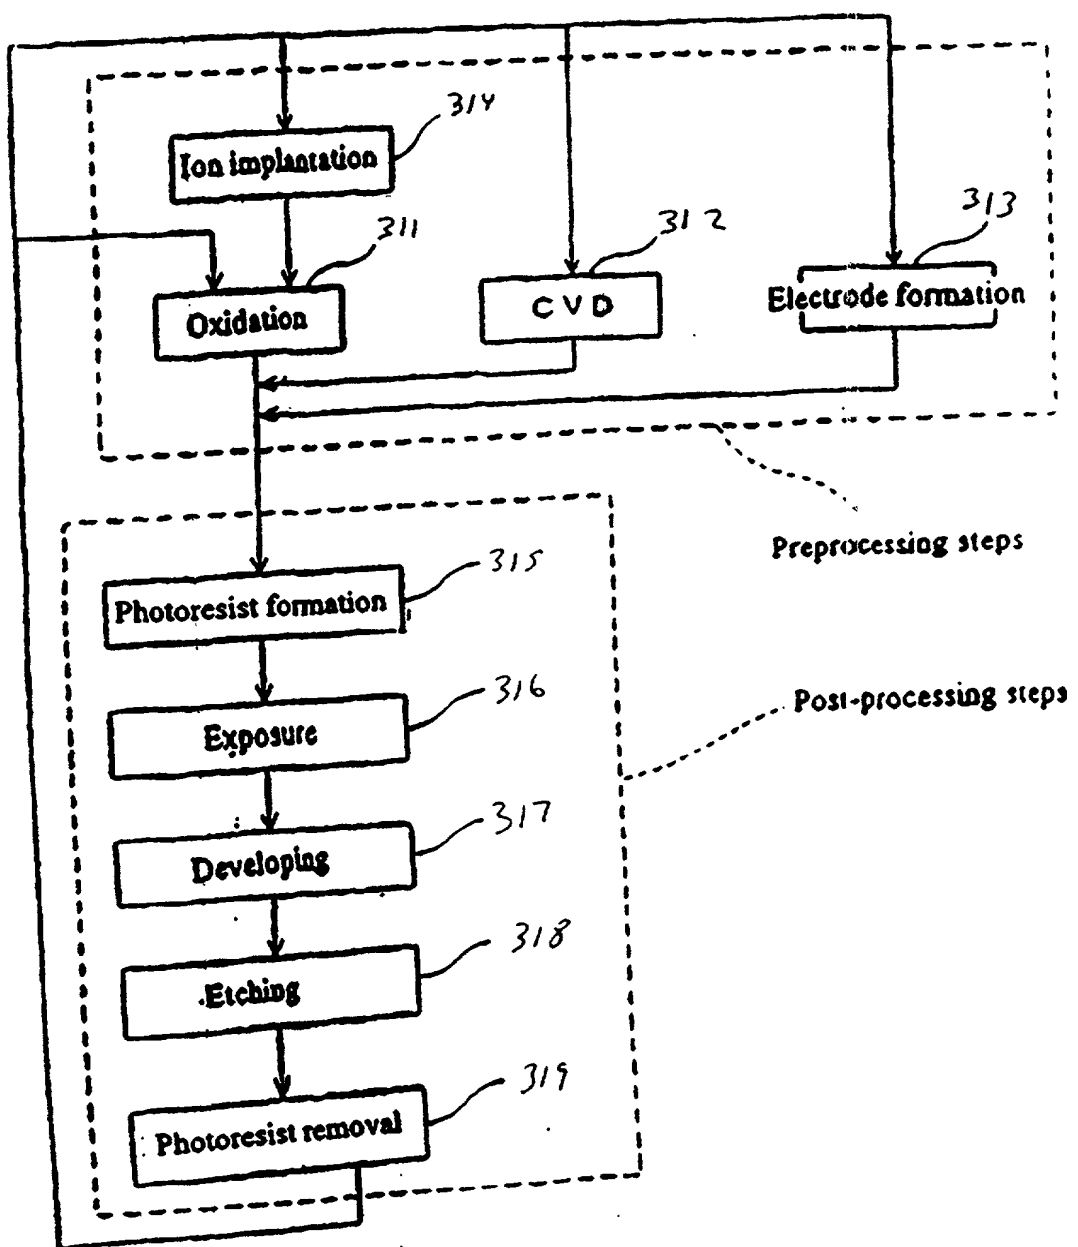 314
Ion implantation
311
312
313
Oxidation
CVD
Electrode formation
Preprocessing steps
315
Photoresist formation
316
Post-processing steps
Exposure
317
Developing
318
Etching
319
Photoresist removal